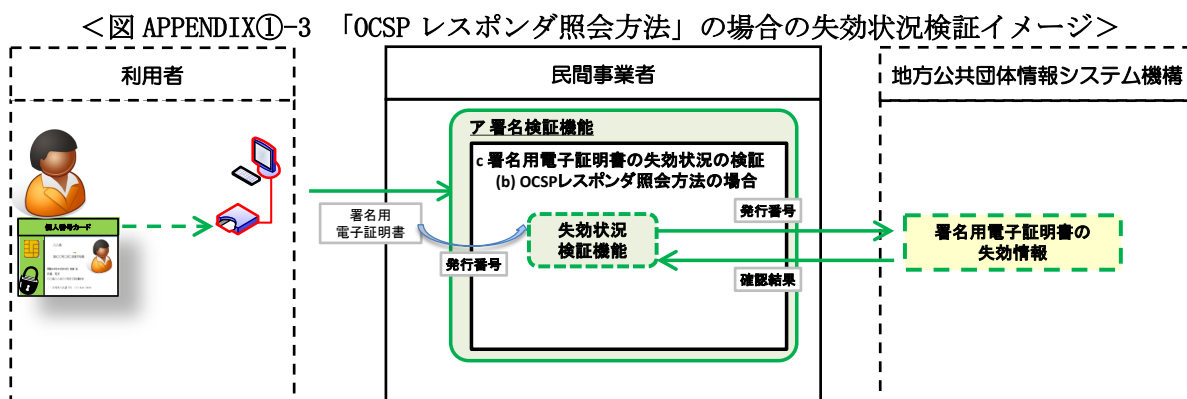 <図 APPENDIX①-3 「OCSP レスポンダ照会方法」の場合の失効状況検証イメージ>
利用者
民間事業者
地方公共団体情報システム機構
個人番号カード
ア 署名検証機能
c 署名用電子証明書の失効状況の検証
(b) OCSPレスポンダ照会方法の場合
署名用
電子証明書
発行番号
失効状況
検証機能
発行番号
確認結果
署名用電子証明書の
失効情報